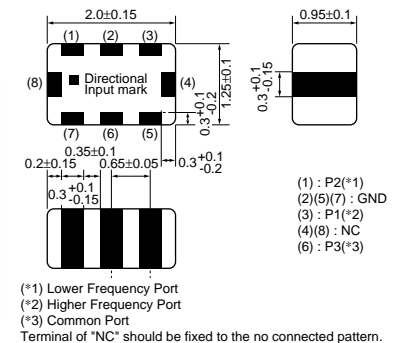 2.0±0.15
0.95±0.1
(1) (2) (3)
(8) Directional Input mark (4)
(7) (6) (5)
1.25±0.1
0.3+0.1-0.2
0.3+0.1-0.15
0.35±0.1
0.2±0.15 0.65±0.05
0.3+0.1-0.2
0.3+0.1-0.15
(1) : P2(*1)
(2)(5)(7) : GND
(3) : P1(*2)
(4)(8) : NC
(6) : P3(*3)
(*1) Lower Frequency Port
(*2) Higher Frequency Port
(*3) Common Port
Terminal of "NC" should be fixed to the no connected pattern.